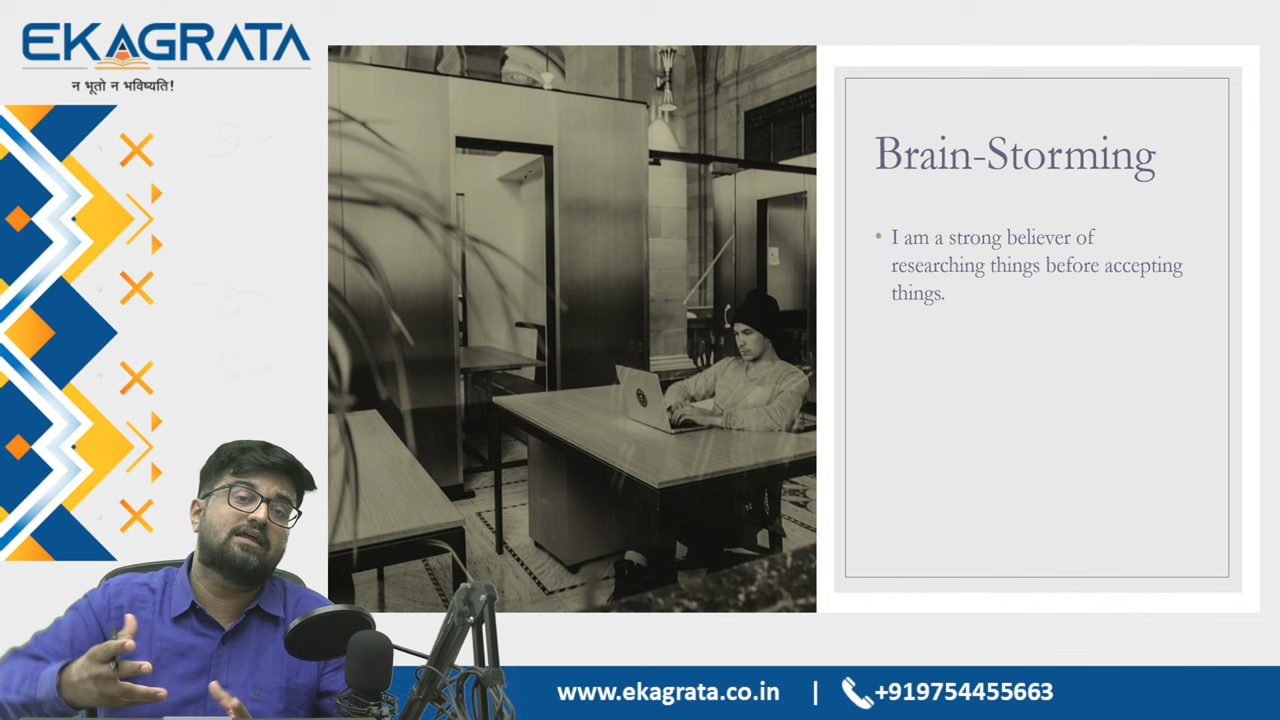 EKAGRATA
न भूतो न भविष्यति!
Brain-Storming
• I am a strong believer of
researching things before accepting
things.
www.ekagrata.co.in | +919754455663